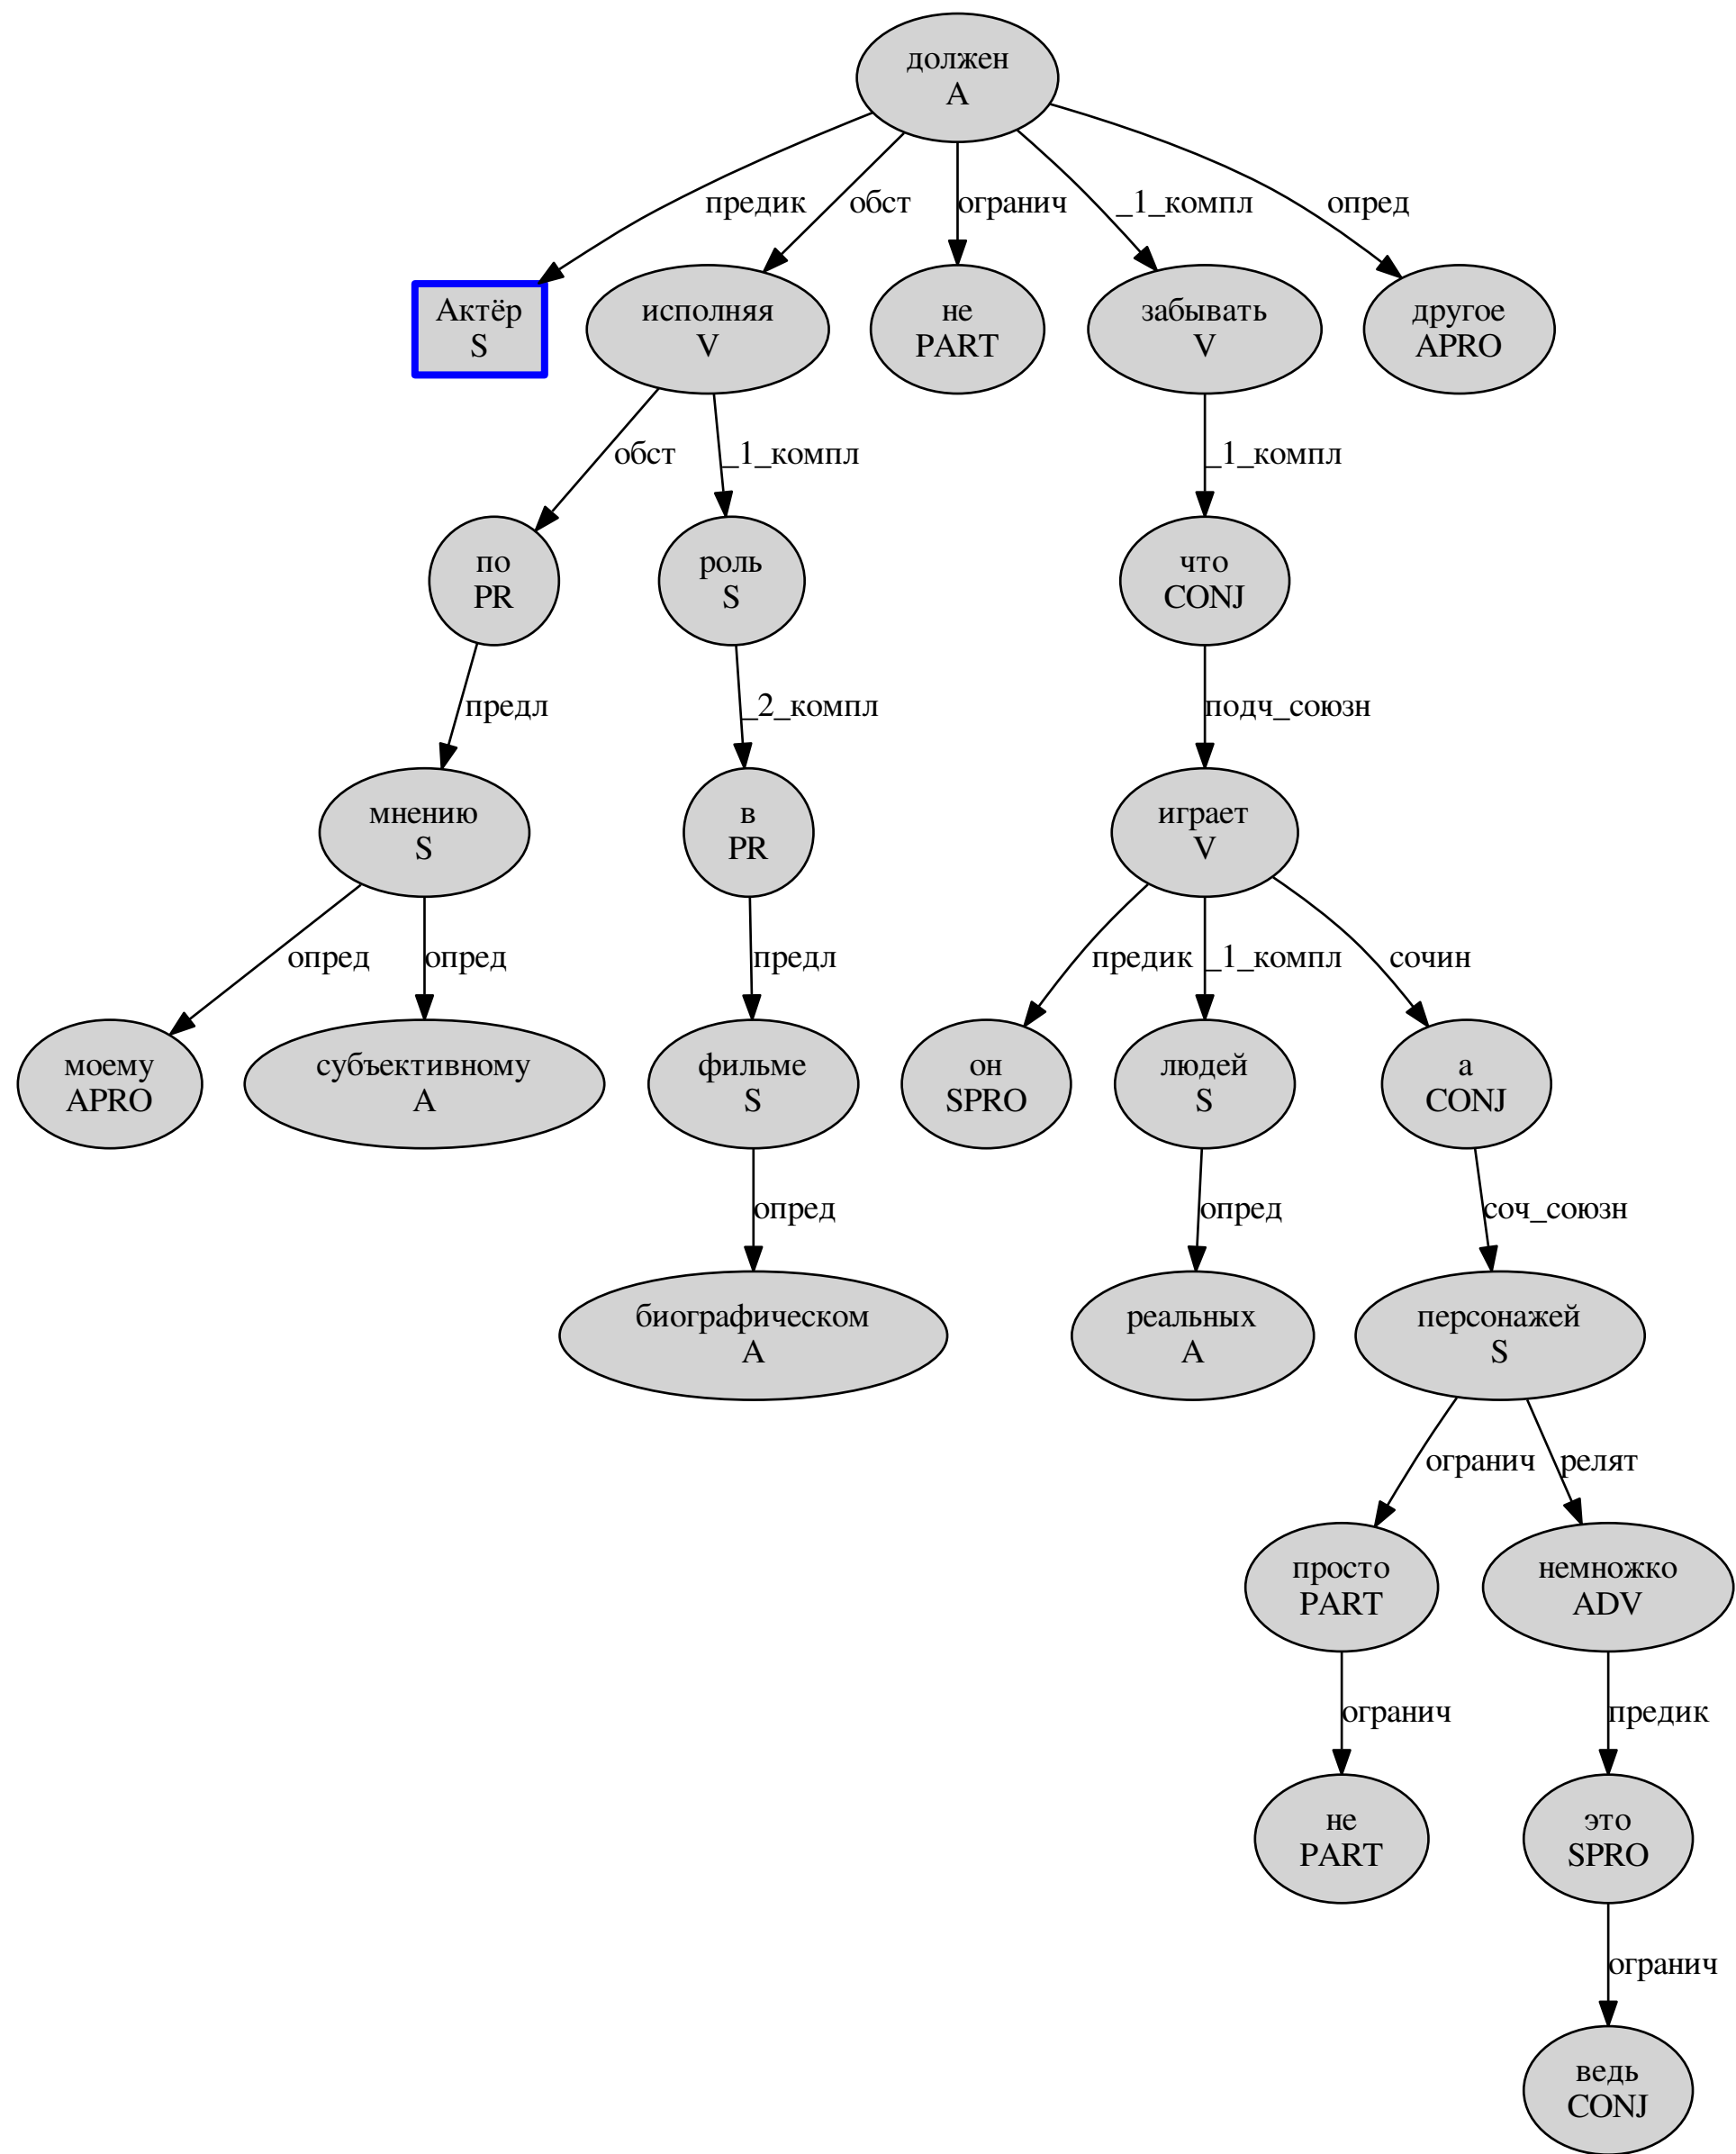 должен
A
предик
обст
огранич
_1_компл
опред
Актёр
S
исполняя
V
не
PART
забывать
V
другое
APRO
обст
_1_компл
_1_компл
по
PR
роль
S
что
CONJ
предл
_2_компл
подч_союзн
мнению
S
в
PR
играет
V
опред
опред
предл
предик
_1_компл
сочин
моему
APRO
субъективному
A
фильме
S
он
SPRO
людей
S
а
CONJ
опред
опред
соч_союзн
биографическом
A
реальных
A
персонажей
S
огранич
релят
просто
PART
немножко
ADV
огранич
предик
не
PART
это
SPRO
огранич
ведь
CONJ